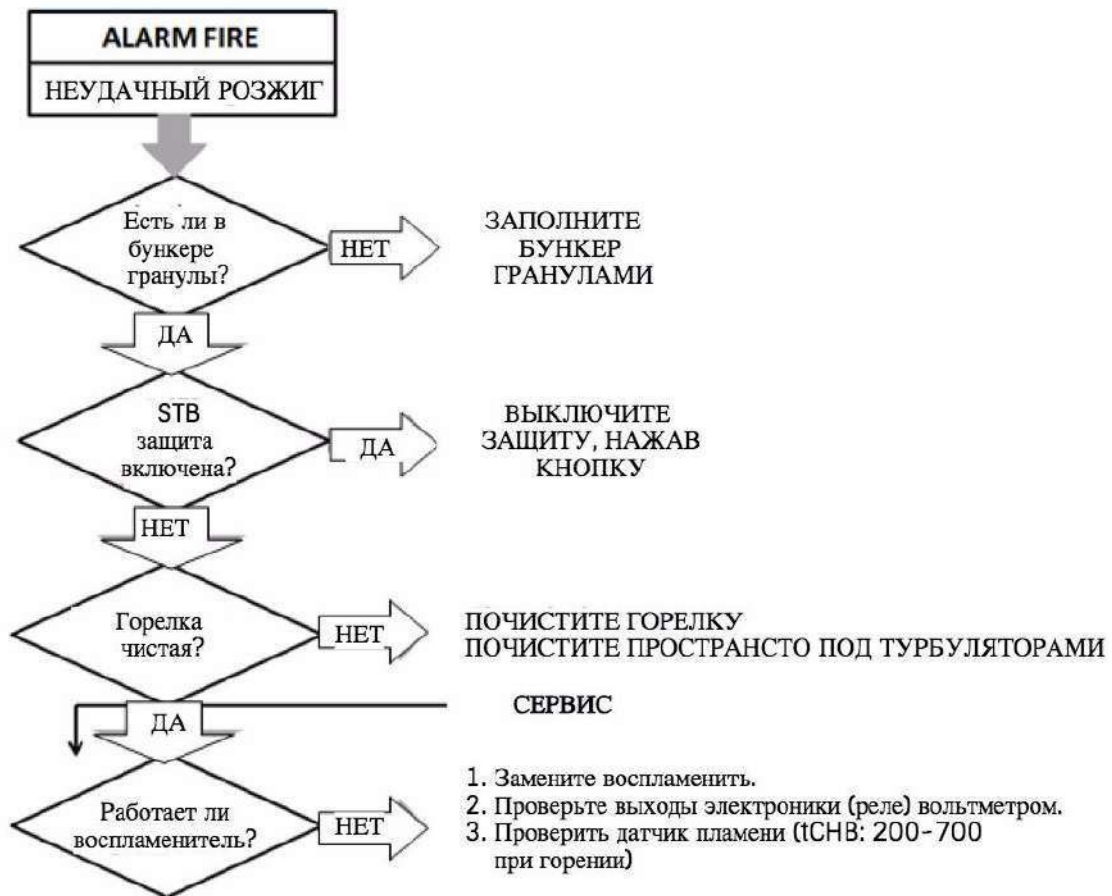 ALARM FIRE
НЕУДАЧНЫЙ РОЗЖИГ
Есть ли в
бункере
гранулы?
НЕТ
ЗАПОЛНИТЕ
БУНКЕР
ГРАНУЛАМИ
ДА
STB
защита
включена?
ДА
ВЫКЛЮЧИТЕ
ЗАЩИТУ, НАЖАВ
КНОПКУ
НЕТ
Горелка
чистая?
НЕТ
ПОЧИСТИТЕ ГОРЕЛКУ
ПОЧИСТИТЕ ПРОСТРАНСТО ПОД ТУРБУЛЯТОРАМИ
СЕРВИС
ДА
Работает ли
воспламенитель?
НЕТ
1. Замените воспламенить.
2. Проверьте выходы электроники (реле) вольтметром.
3. Проверить датчик пламени (tCHB: 200-700
при горении)